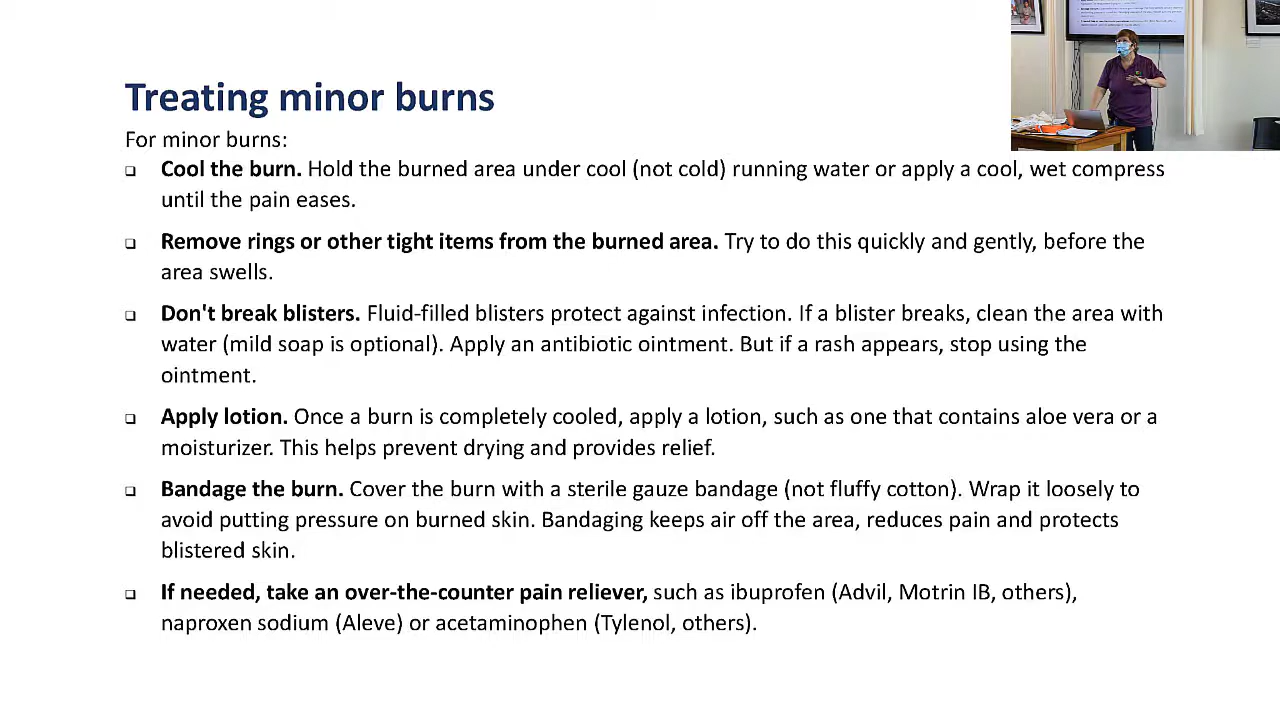 Treating minor burns
For minor burns:
❑ Cool the burn. Hold the burned area under cool (not cold) running water or apply a cool, wet compress
until the pain eases.
❑ Remove rings or other tight items from the burned area. Try to do this quickly and gently, before the
area swells.
❑ Don't break blisters. Fluid-filled blisters protect against infection. If a blister breaks, clean the area with
water (mild soap is optional). Apply an antibiotic ointment. But if a rash appears, stop using the
ointment.
❑ Apply lotion. Once a burn is completely cooled, apply a lotion, such as one that contains aloe vera or a
moisturizer. This helps prevent drying and provides relief.
❑ Bandage the burn. Cover the burn with a sterile gauze bandage (not fluffy cotton). Wrap it loosely to
avoid putting pressure on burned skin. Bandaging keeps air off the area, reduces pain and protects
blistered skin.
❑ If needed, take an over-the-counter pain reliever, such as ibuprofen (Advil, Motrin IB, others),
naproxen sodium (Aleve) or acetaminophen (Tylenol, others).